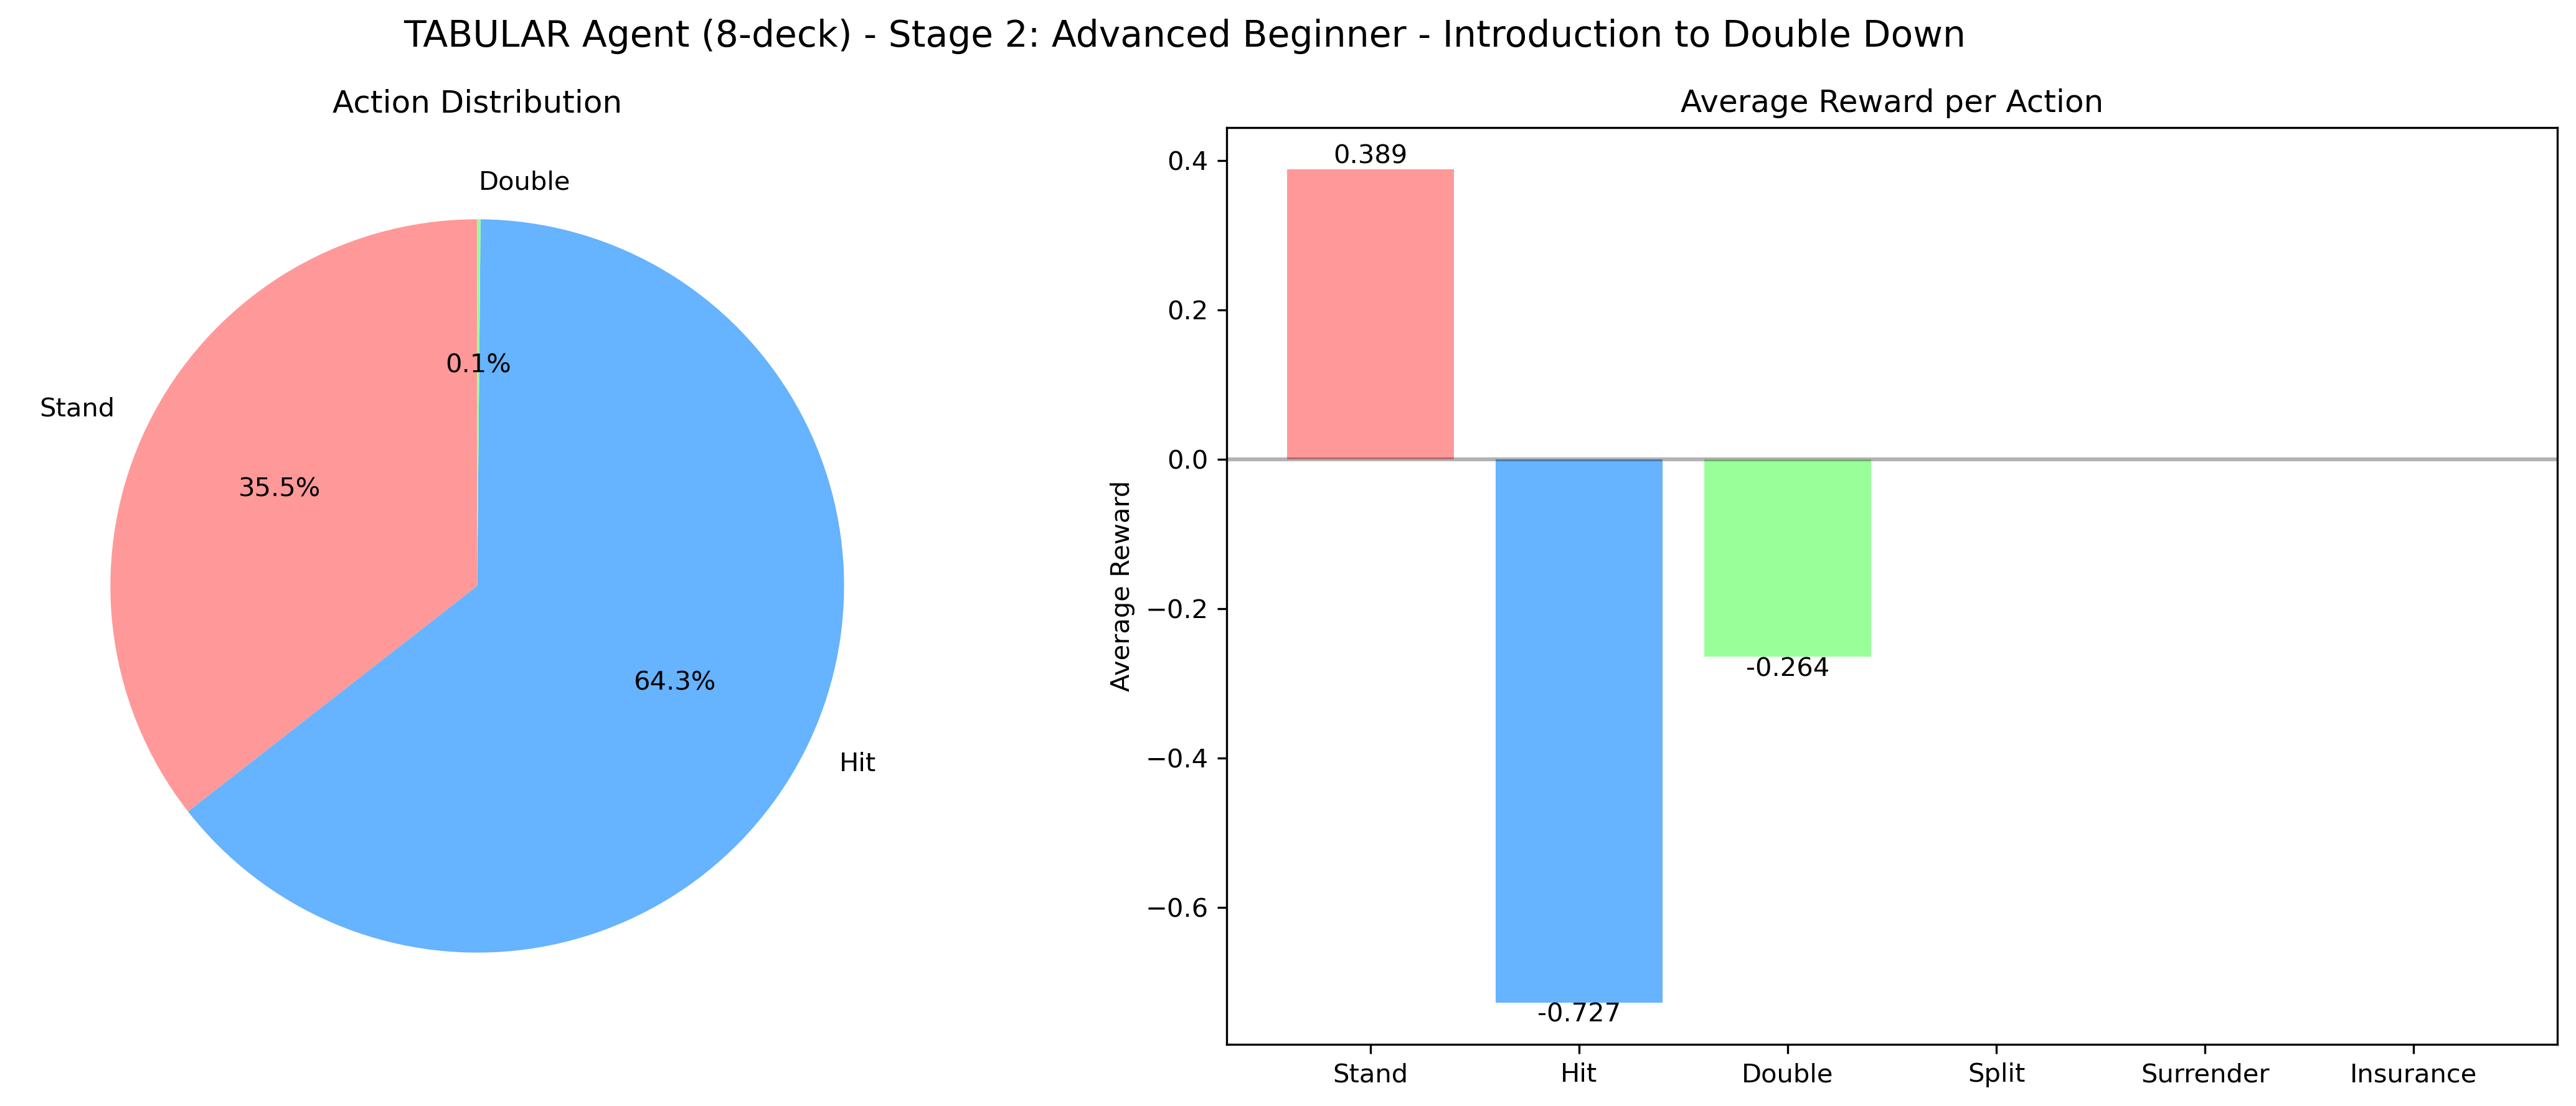 TABULAR Agent (8-deck) - Stage 2: Advanced Beginner - Introduction to Double Down
Action Distribution
Double
0.1%
Stand
35.5%
64.3%
Hit
Average Reward per Action
Average Reward
0.4
0.2
0.0
−0.2
−0.4
−0.6
0.389
-0.727
-0.264
Stand
Hit
Double
Split
Surrender
Insurance